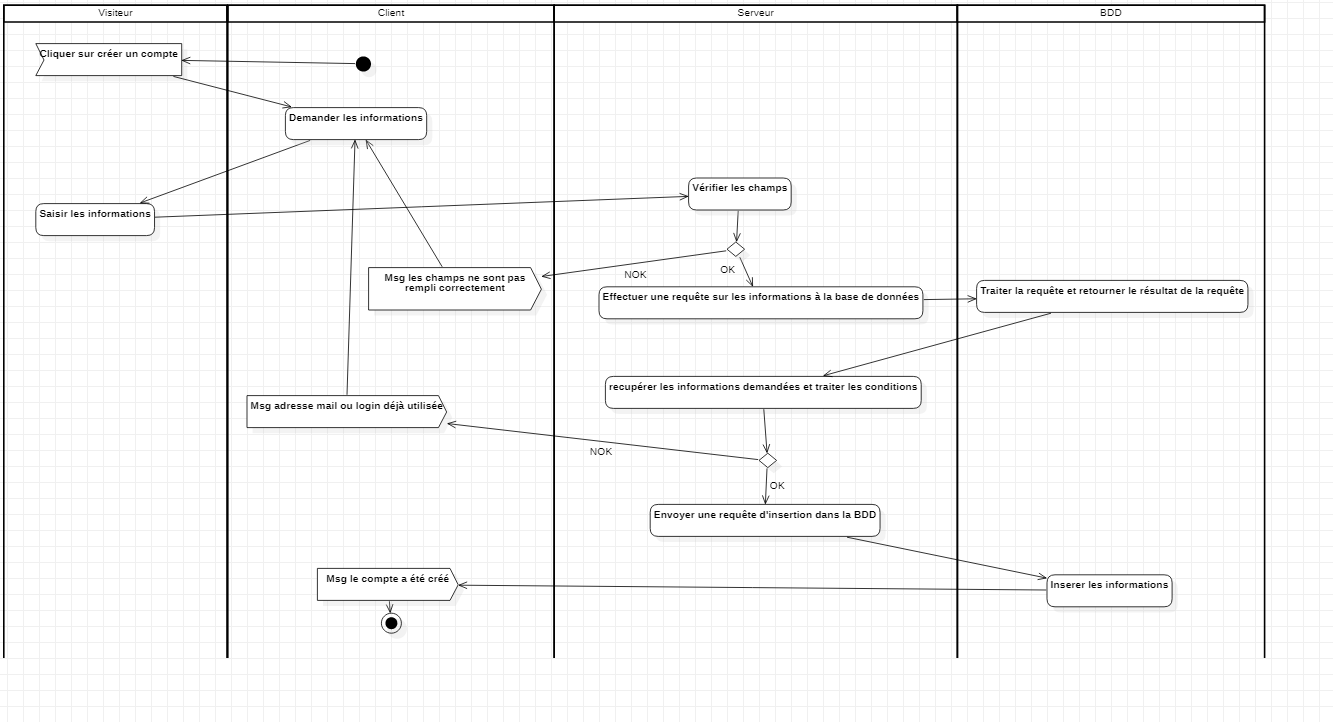 Visiteur
Client
Serveur
BDD
Cliquer sur créer un compte
Demander les informations
Vérifier les champs
Saisir les informations
OK
NOK
Msg les champs ne sont pas
rempli correctement
Effectuer une requête sur les informations à la base de données
Traiter la requête et retourner le résultat de la requête
recupérer les informations demandées et traiter les conditions
Msg adresse mail ou login déjà utilisée
NOK
OK
Envoyer une requête d'insertion dans la BDD
Msg le compte a été créé
Inserer les informations